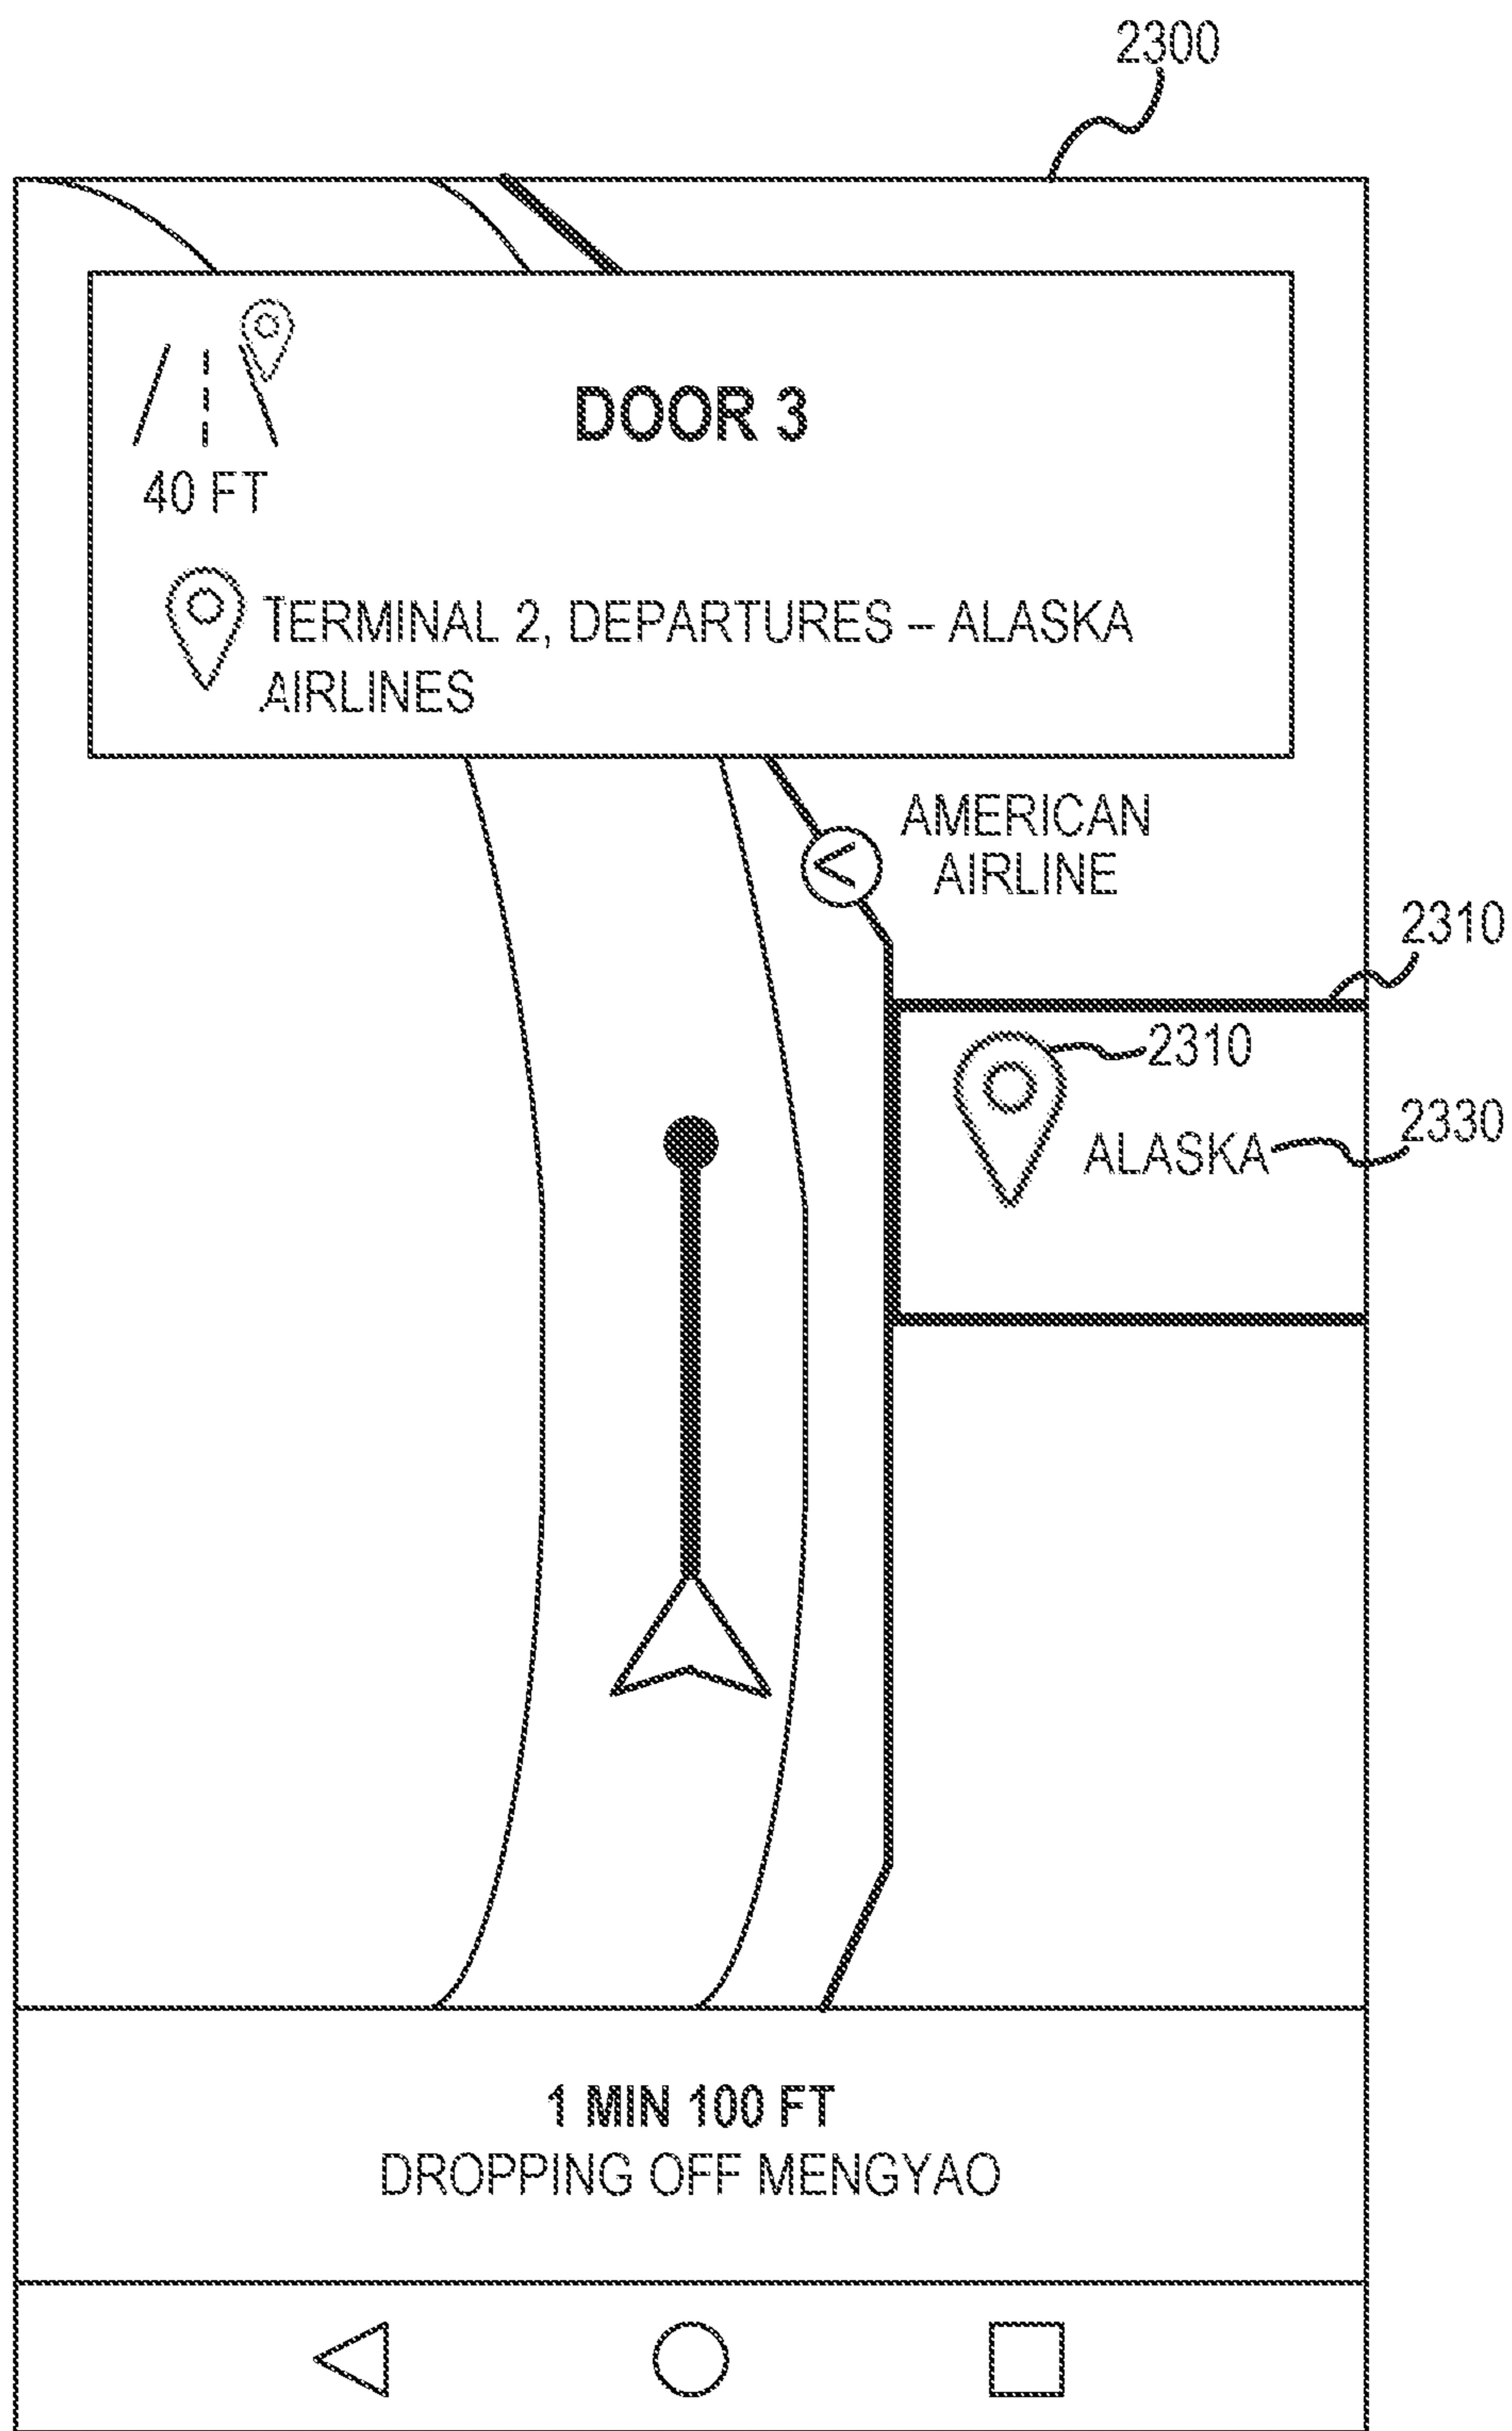 2300
DOOR 3
40 FT
TERMINAL 2, DEPARTURES – ALASKA
AIRLINES
AMERICAN
AIRLINE
2310
2310
2330
ALASKA
1 MIN 100 FT
DROPPING OFF MENGYAO